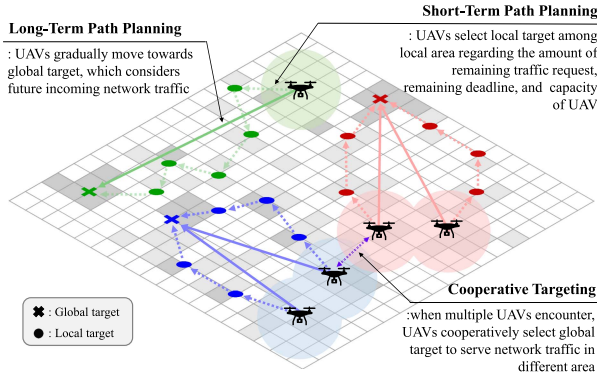 Short-Term Path Planning
: UAVs select local target among
local area regarding the amount of
remaining traffic request,
remaining deadline, and capacity
of UAV
Long-Term Path Planning
: UAVs gradually move towards
global target, which considers
future incoming network traffic
Cooperative Targeting
:when multiple UAVs encounter,
UAVs cooperatively select global
target to serve network traffic in
different area
: Global target
: Local target